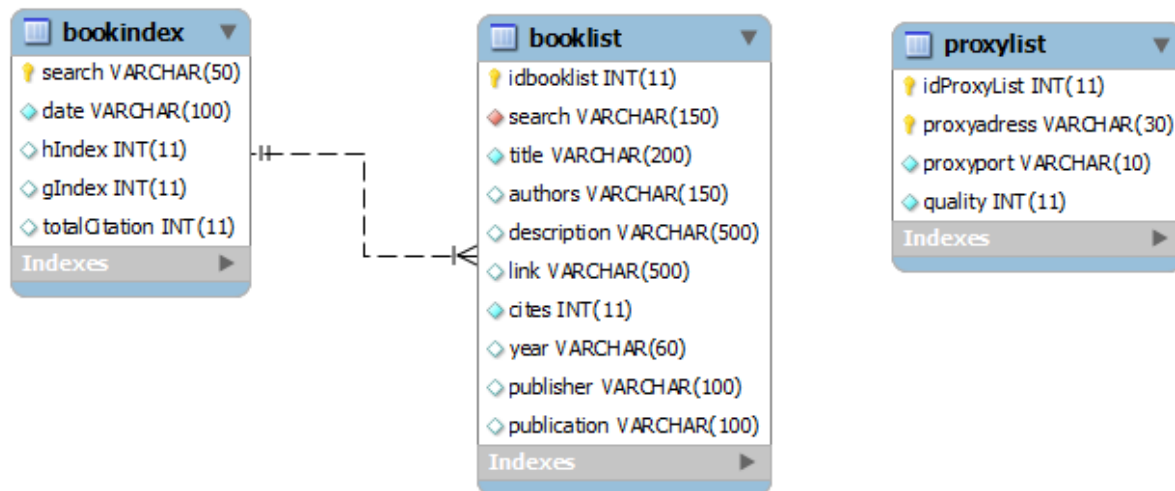 bookindex
search VARCHAR(50)
date VARCHAR(100)
hIndex INT(11)
gIndex INT(11)
totalCitation INT(11)
Indexes
booklist
idbooklist INT(11)
search VARCHAR(150)
title VARCHAR(200)
authors VARCHAR(150)
description VARCHAR(500)
link VARCHAR(500)
cites INT(11)
year VARCHAR(60)
publisher VARCHAR(100)
publication VARCHAR(100)
Indexes
proxylist
idProxyList INT(11)
proxyadress VARCHAR(30)
proxyport VARCHAR(10)
quality INT(11)
Indexes